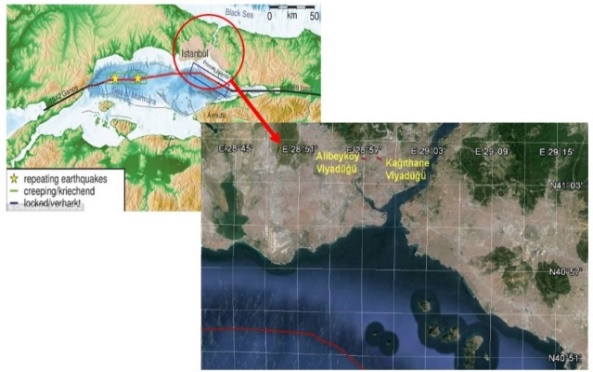 Black Sea
0 km 50
Istanbul
repeating earthquakes
creeping/kriechend
locked/verhakt
E 28:45
E 28:51
E 28:57
E 29:03
E 29:09
E 29:15
Alibeyköy
Viyadüğü
Kağıthane
Viyadüğü
N41:03'
N40:57'
N40:51'